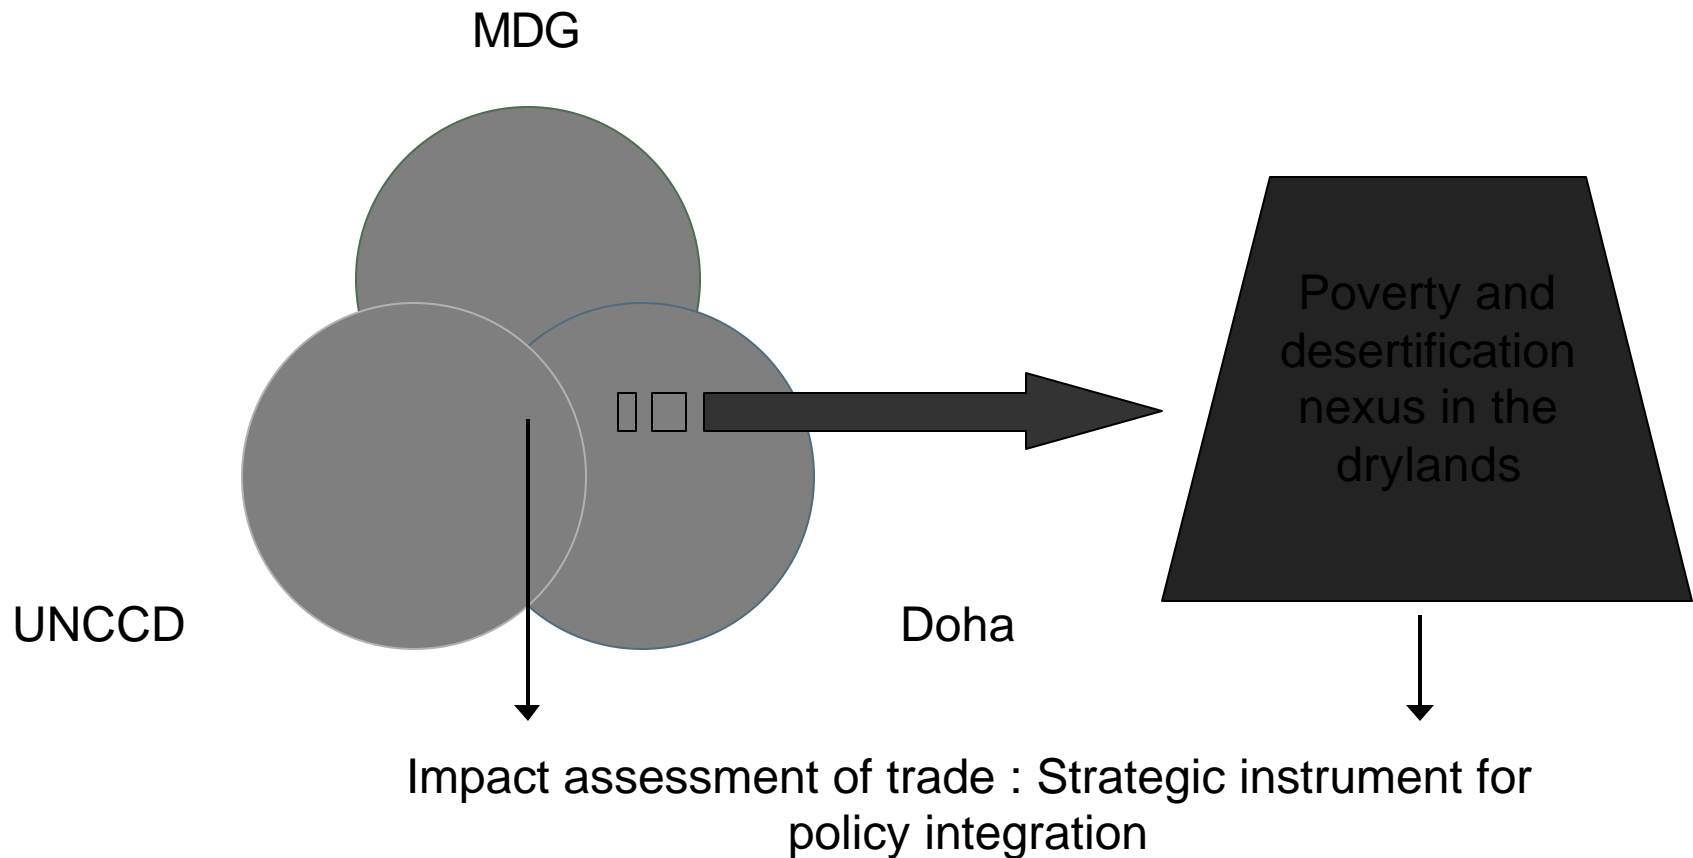 MDG
Poverty and
desertification
nexus in the
drylands
UNCCD
Doha
Impact assessment of trade : Strategic instrument for
policy integration